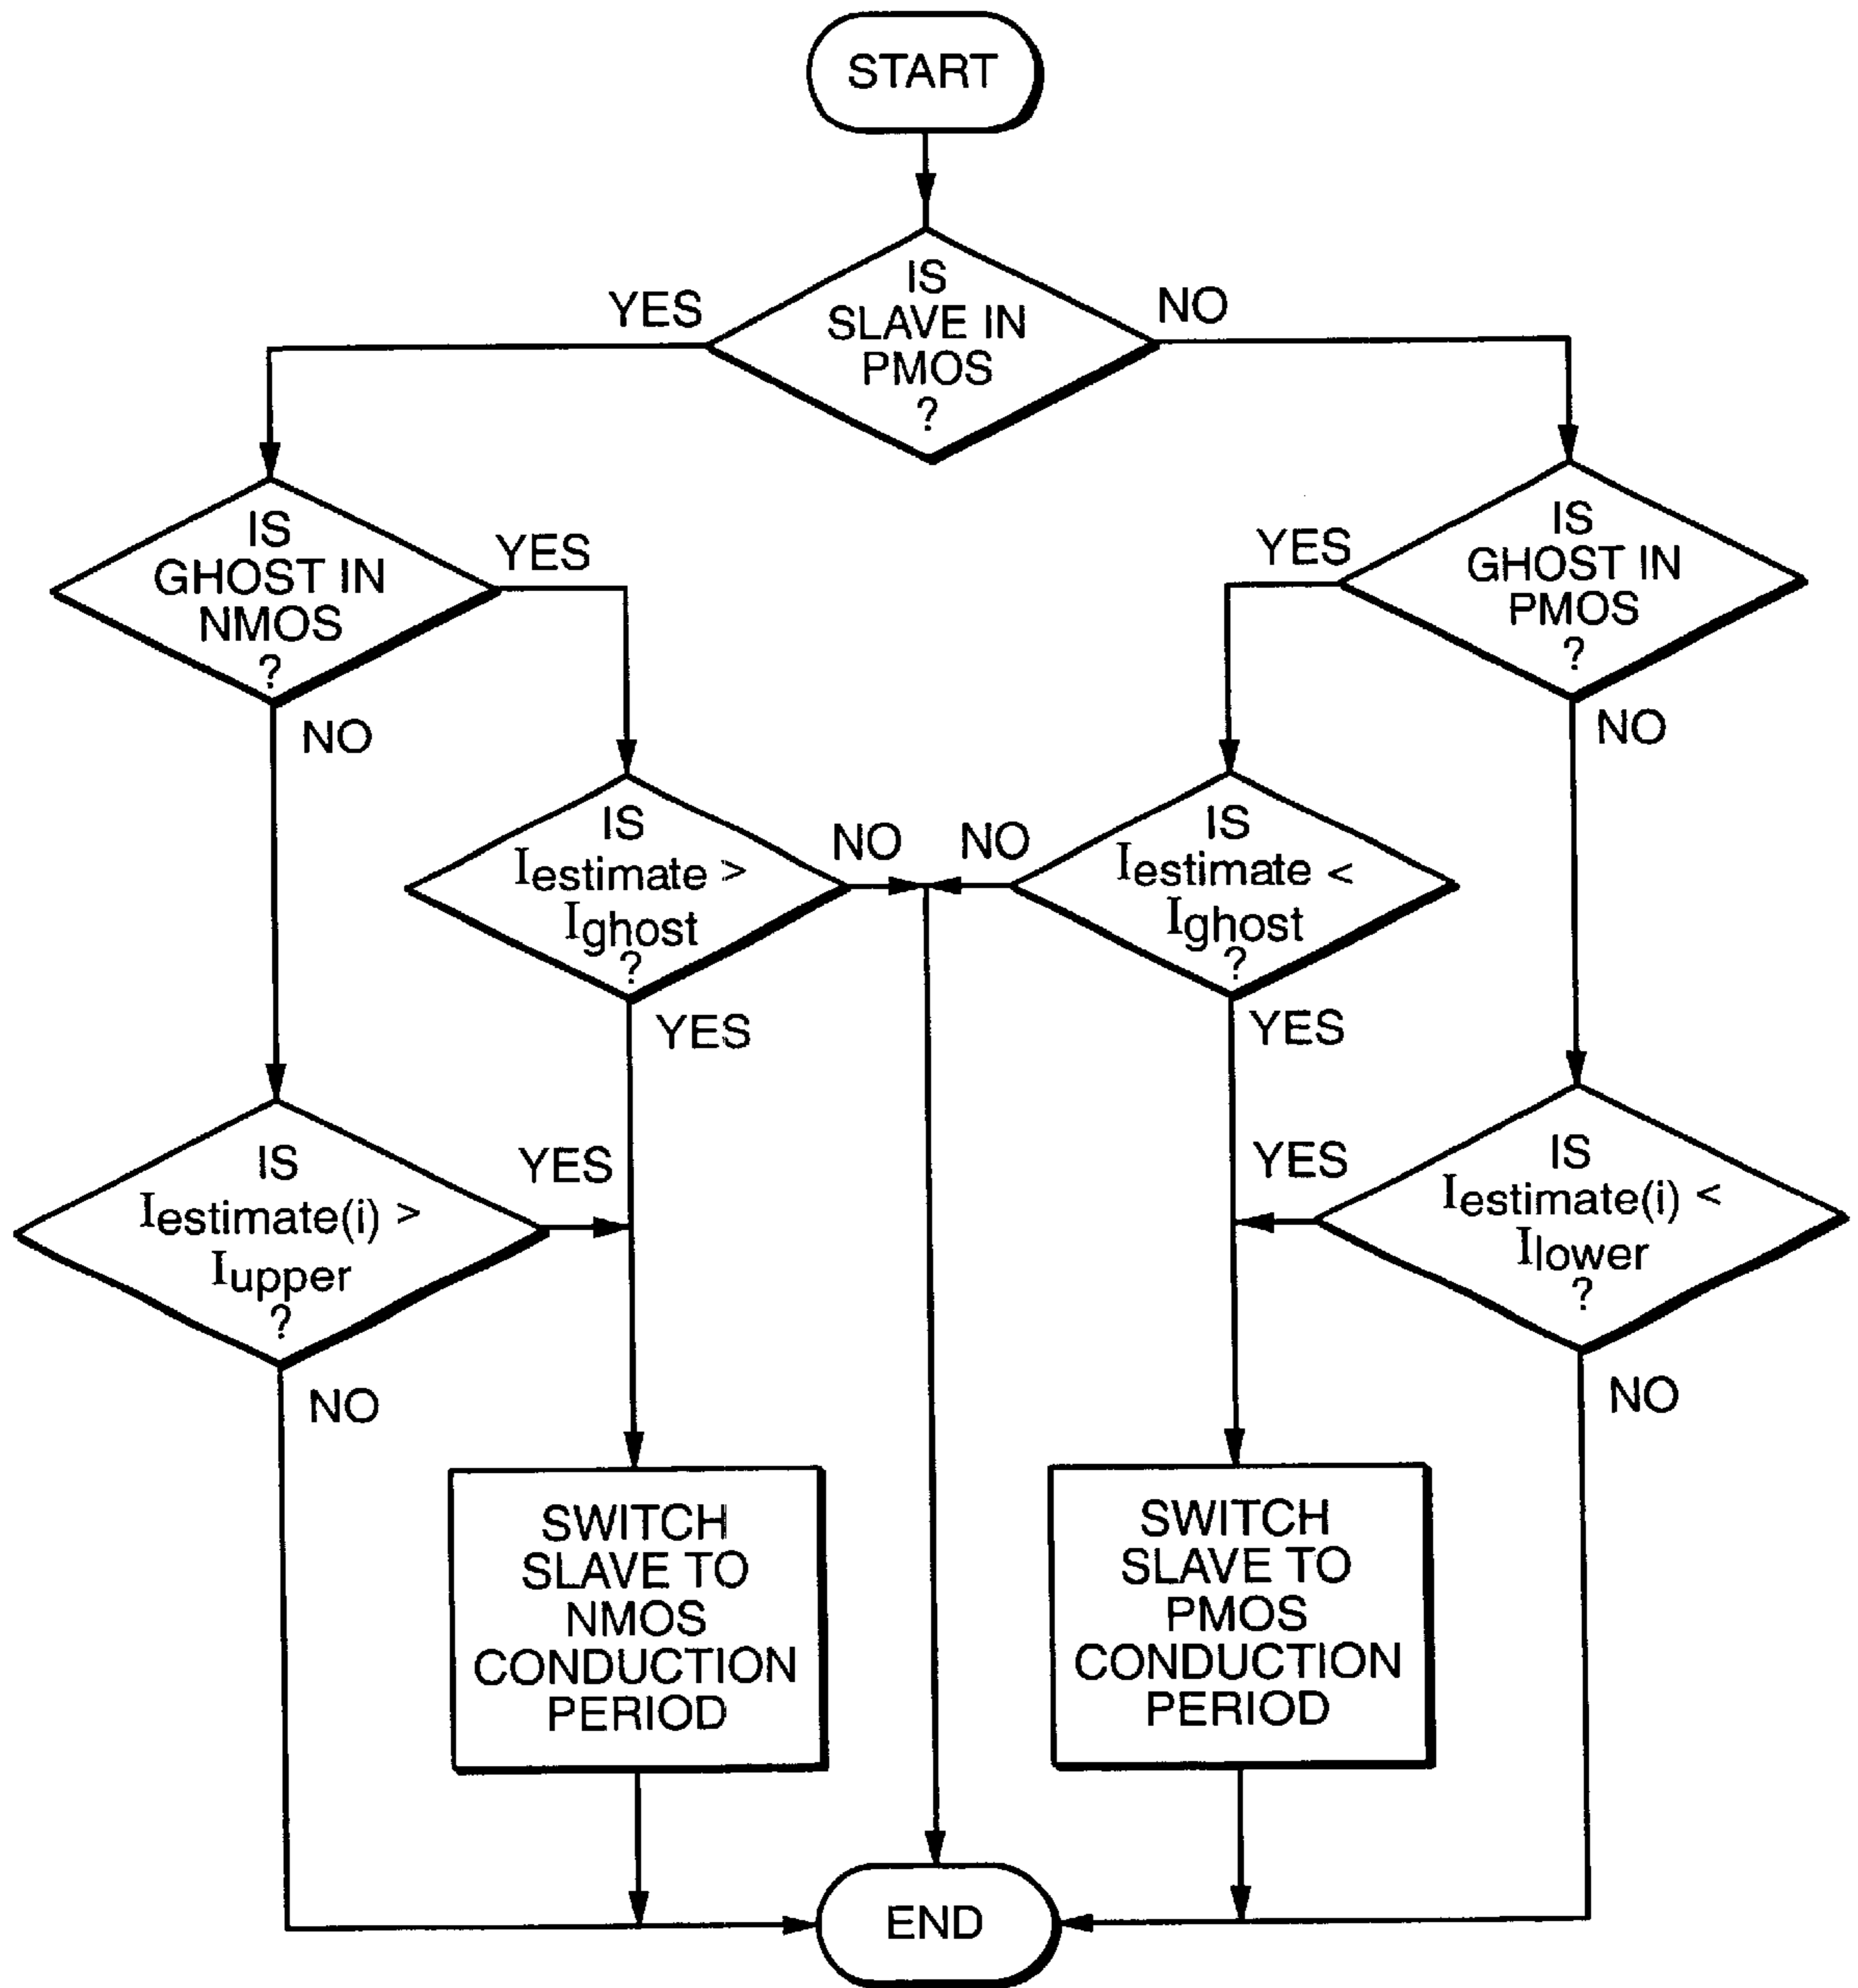 START
IS
SLAVE IN
PMOS
?
YES
NO
IS
GHOST IN
NMOS
?
YES
NO
IS
GHOST IN
PMOS
?
YES
NO
IS
Iestimate >
Ighost
?
NO
YES
IS
Iestimate <
Ighost
?
NO
YES
IS
Iestimate(i) >
Iupper
?
YES
NO
IS
Iestimate(i) <
Ilower
?
YES
NO
SWITCH
SLAVE TO
NMOS
CONDUCTION
PERIOD
SWITCH
SLAVE TO
PMOS
CONDUCTION
PERIOD
END